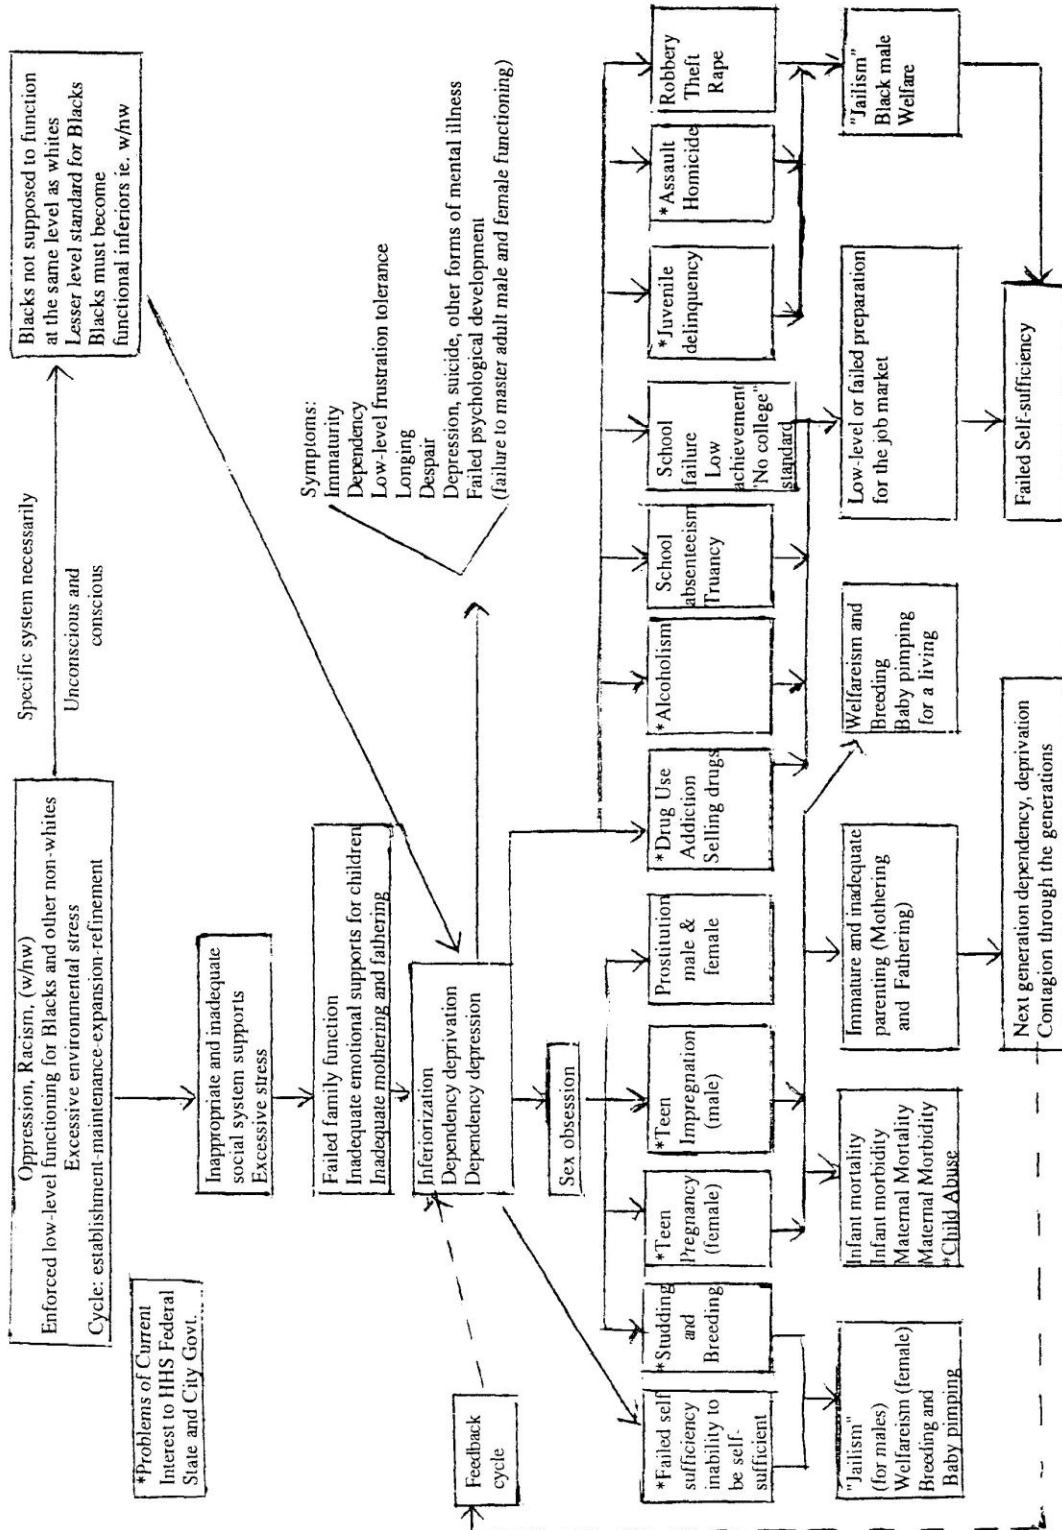 Oppression, Racism, (w/nw)
Enforced low-level functioning for Blacks and other non-whites
Excessive environmental stress
Cycle: establishment-maintenance-expansion-refinement
Specific system necessarily
Unconscious and
conscious
Blacks not supposed to function
at the same level as whites
Lesser level standard for Blacks
Blacks must become
functional inferiors ie. w/nw
*Problems of Current
Interest to HHS Federal
State and City Govt.
Inappropriate and inadequate
social system supports
Excessive stress
Failed family function
Inadequate emotional supports for children
Inadequate mothering and fathering
Symptoms:
Immaturity
Dependency
Low-level frustration tolerance
Longing
Despair
Depression, suicide, other forms of mental illness
Failed psychological development
(failure to master adult male and female functioning)
Inferiorization
Dependency deprivation
Dependency depression
Feedback
cycle
Sex obsession
*Failed self
sufficiency
inability to
be self-
sufficient
*Studding
and
Breeding
*Teen
Pregnancy
(female)
*Teen
Impregnation
(male)
Prostitution
male &
female
*Drug Use
Addiction
Selling drugs
*Alcoholism
School
absenteeism
Truancy
School
failure
Low
achievement
"No college"
standard
*Juvenile
delinquency
*Assault
Homicide
Robbery
Theft
Rape
"Jailism"
(for males)
Welfareism (female)
Breeding and
Baby pimping
Infant mortality
Infant morbidity
Maternal Mortality
Maternal Morbidity
*Child Abuse
Immature and inadequate
parenting (Mothering
and Fathering)
Welfareism and
Breeding
Baby pimping
for a living
Low-level or failed preparation
for the job market
"Jailism"
Black male
Welfare
Next generation dependency, deprivation
Contagion through the generations
Failed Self-sufficiency